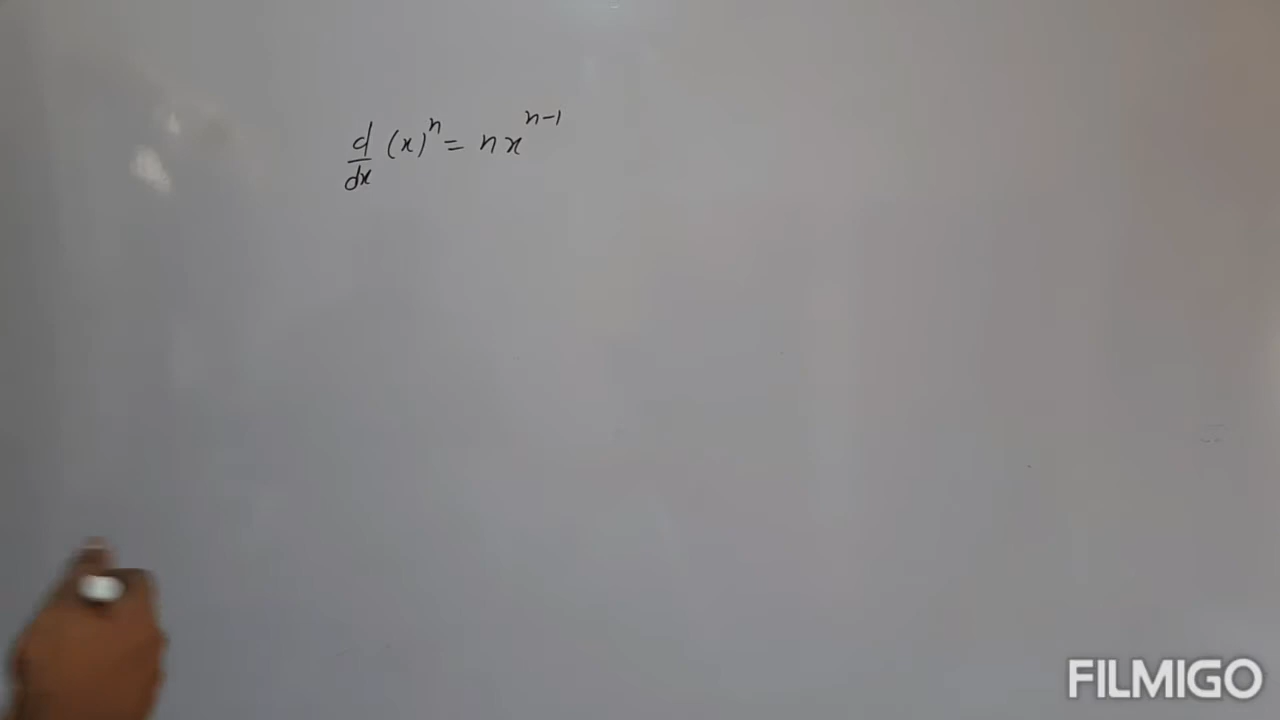 d/dx (x)^n = nx^{n-1}
FILMIGO